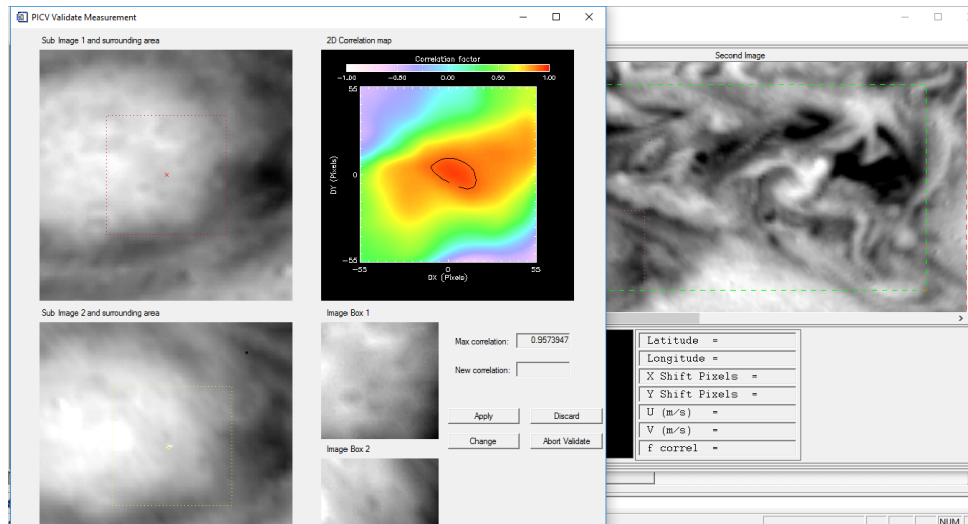 PICV Validate Measurement
Sub Image 1 and surrounding area
2D Correlation map
Correlation factor
-1.00 -0.50 0.00 0.50 1.00
55
DY (Pixels)
0
-55
-55 0 55
DX (Pixels)
Sub Image 2 and surrounding area
Image Box 1
Max correlation: 0.9573947
New correlation:
Apply Discard
Change Abort Validate
Image Box 2
Second Image
Latitude =
Longitude =
X Shift Pixels =
Y Shift Pixels =
U (m/s) =
V (m/s) =
f correl =
NUM